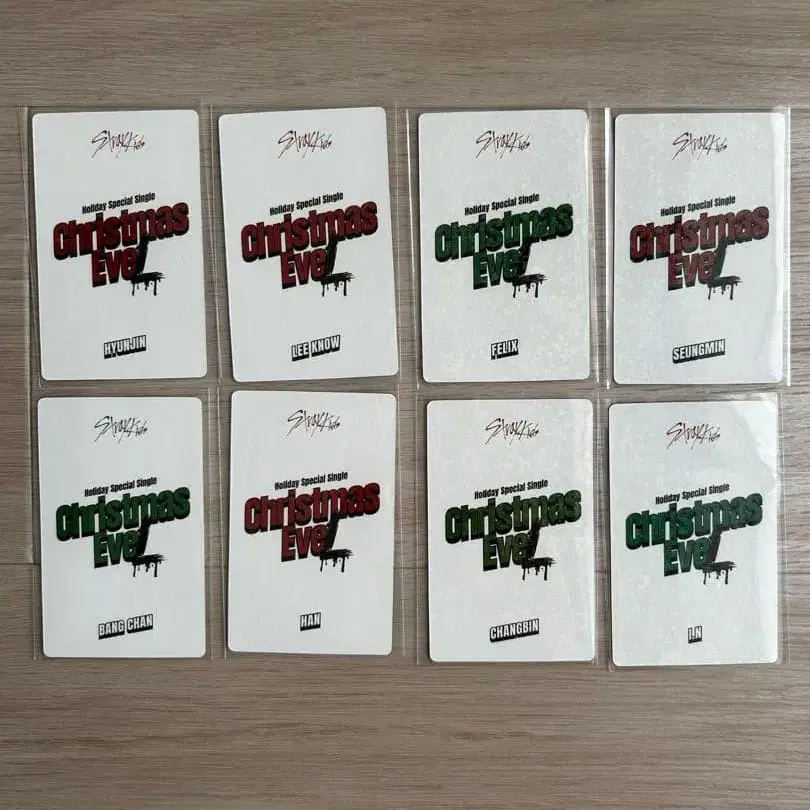 Stray Kids
Holiday Special Single
Christmas
EveL
HYUNJIN
Stray Kids
Holiday Special Single
Christmas
EveL
LEE KNOW
Stray Kids
Holiday Special Single
Christmas
EveL
FELIX
Stray Kids
Holiday Special Single
Christmas
EveL
SEUNGMIN
Stray Kids
Holiday Special Single
Christmas
EveL
BANG CHAN
Stray Kids
Holiday Special Single
Christmas
EveL
HAN
Stray Kids
Holiday Special Single
Christmas
EveL
CHANGBIN
Stray Kids
Holiday Special Single
Christmas
EveL
I.N